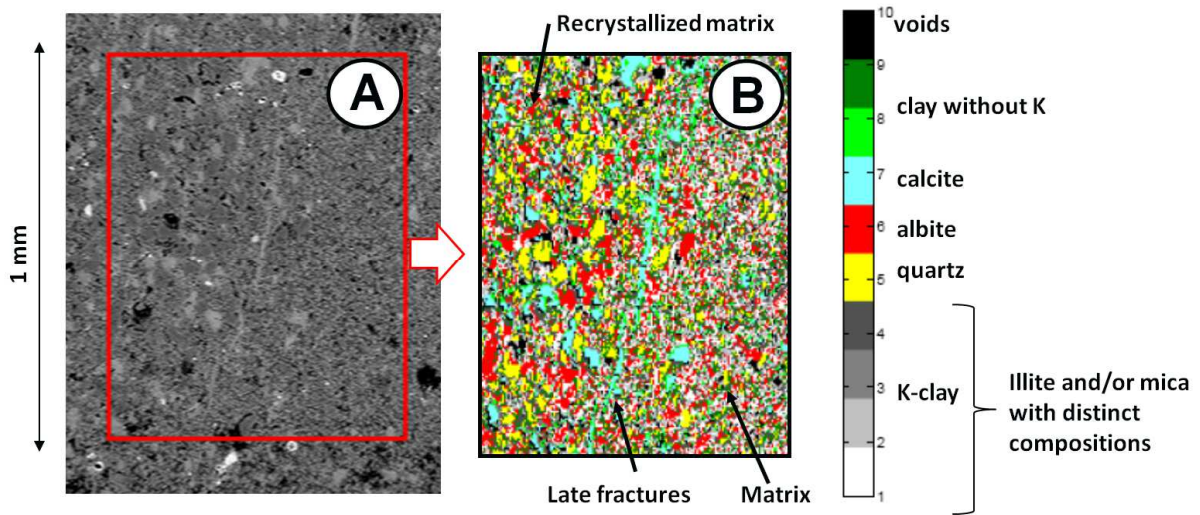 Recrystallized matrix
A
B
1 mm
Late fractures
Matrix
10
9
8
7
6
5
4
3
2
1
voids
clay without K
calcite
albite
quartz
K-clay
Illite and/or mica
with distinct
compositions